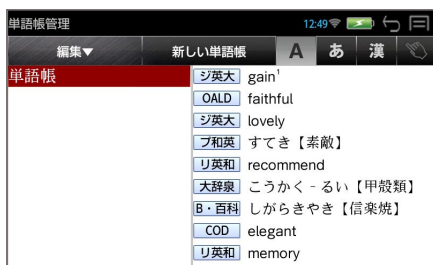 単語帳管理 12:49
編集▼ 新しい単語帳 A あ 漢
単語帳
ジ英大 gain¹
OALD faithful
ジ英大 lovely
プ和英 すてき【素敵】
リ英和 recommend
大辞泉 こうかく‐るい【甲殻類】
B・百科 しがらきやき【信楽焼】
COD elegant
リ英和 memory